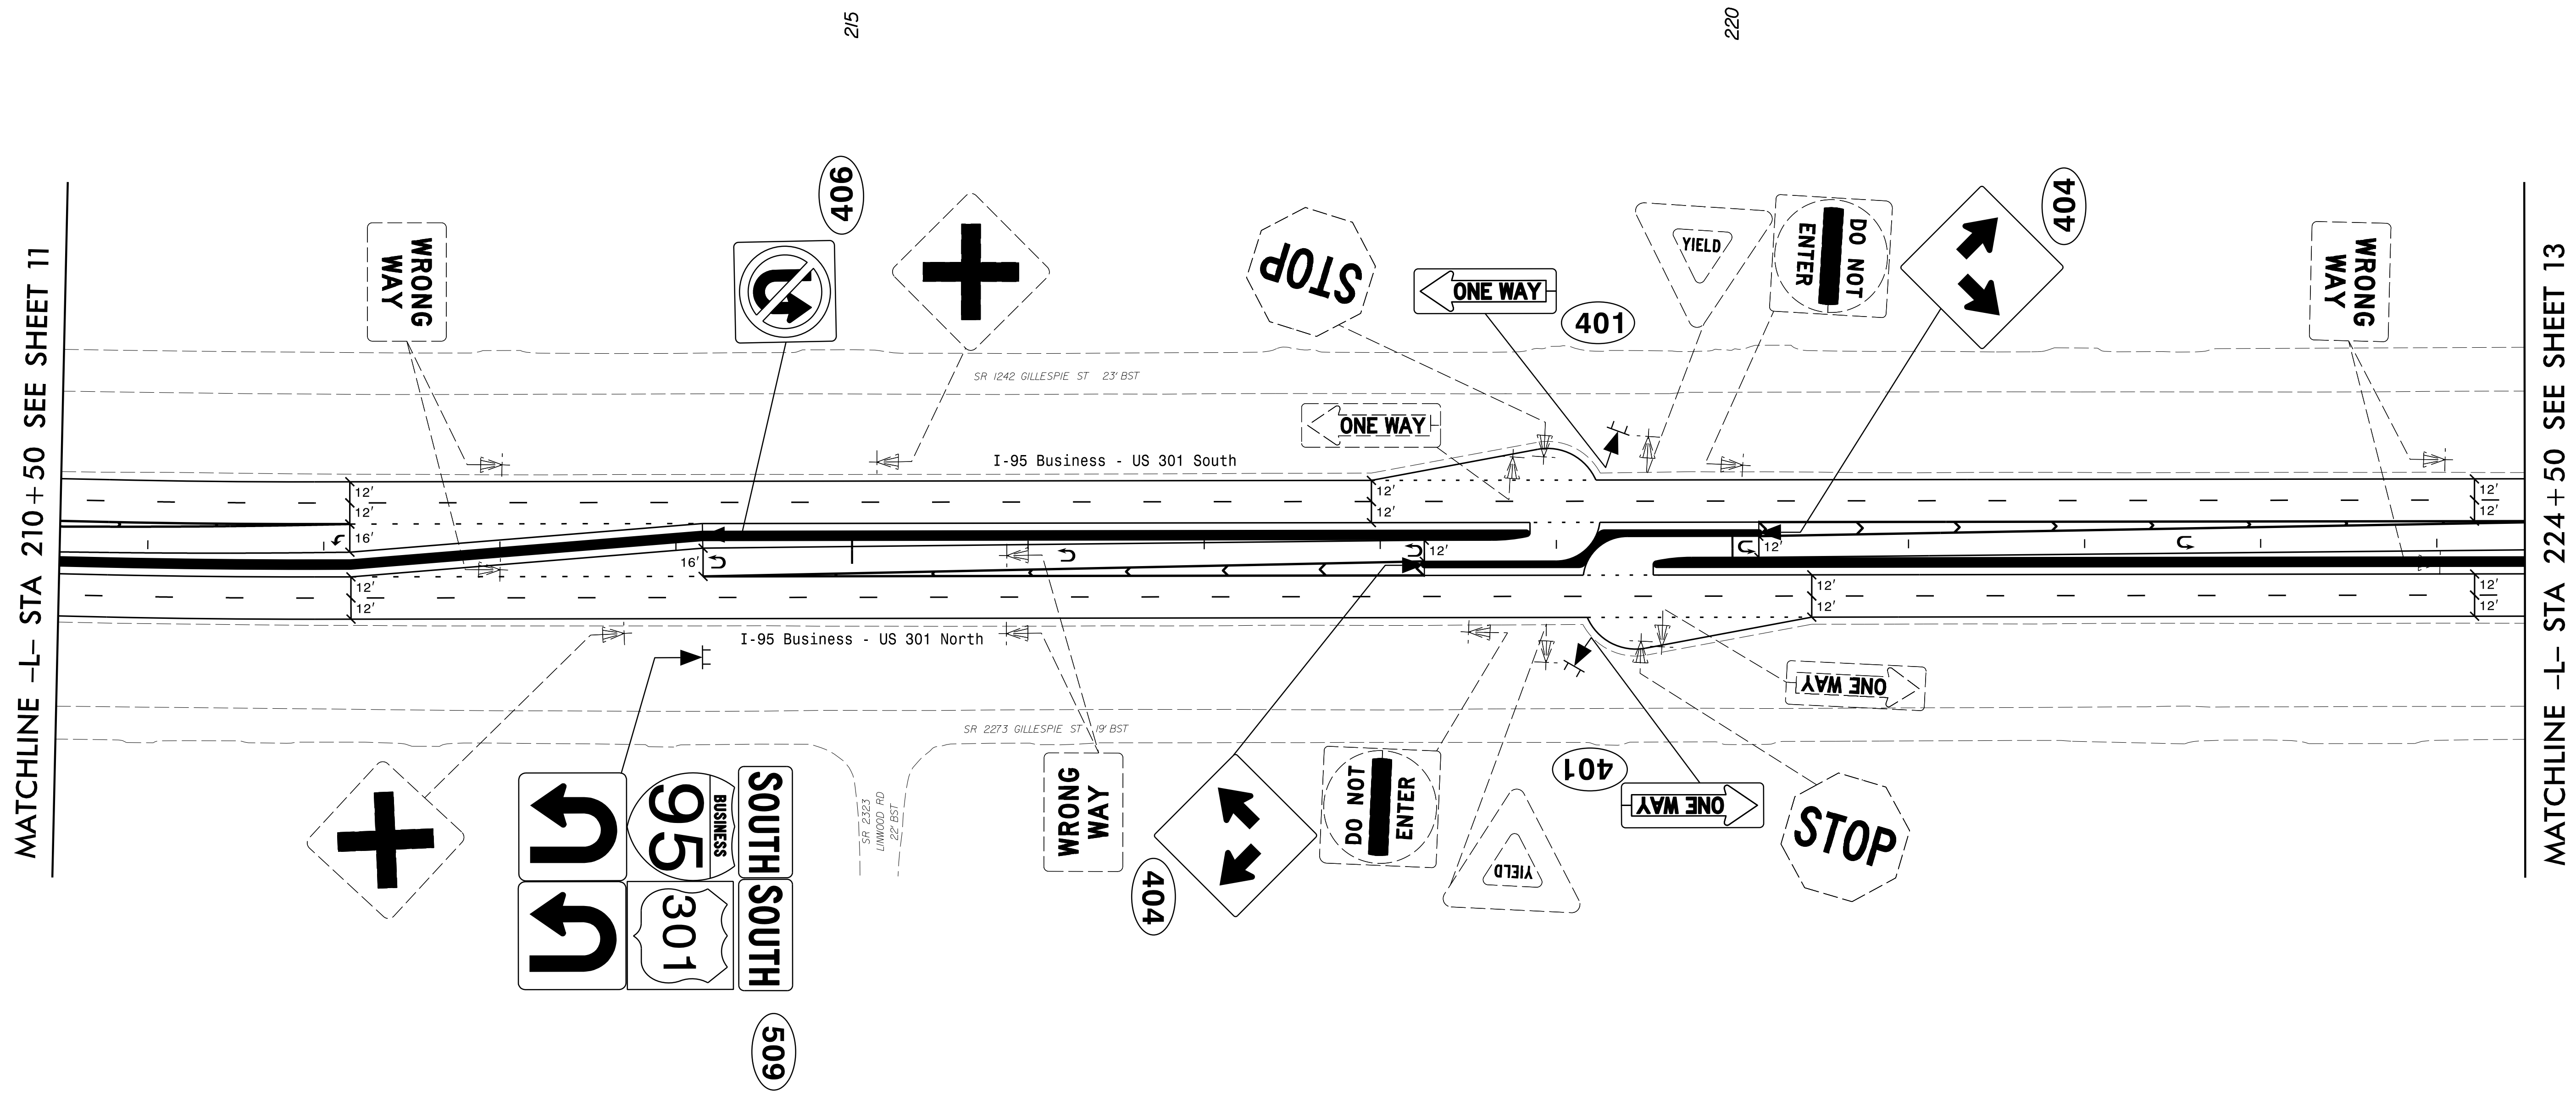 215
220
MATCHLINE -L- STA 210+50 SEE SHEET 11
WRONG
WAY
406
STOP
ONE WAY
401
YIELD
DO NOT
ENTER
404
WRONG
WAY
MATCHLINE -L- STA 224+50 SEE SHEET 13
SR 1242 GILLESPIE ST 23' BST
ONE WAY
I-95 Business - US 301 South
12'
12'
16'
12'
12'
12'
12'
12'
12'
16'
12'
12'
12'
12'
12'
12'
12'
I-95 Business - US 301 North
SR 2273 GILLESPIE ST 19' BST
ONE WAY
SR 2323
LINWOOD RD
22' BST
SOUTH
BUSINESS
95
SOUTH
301
509
WRONG
WAY
404
DO NOT
ENTER
YIELD
401
ONE WAY
STOP